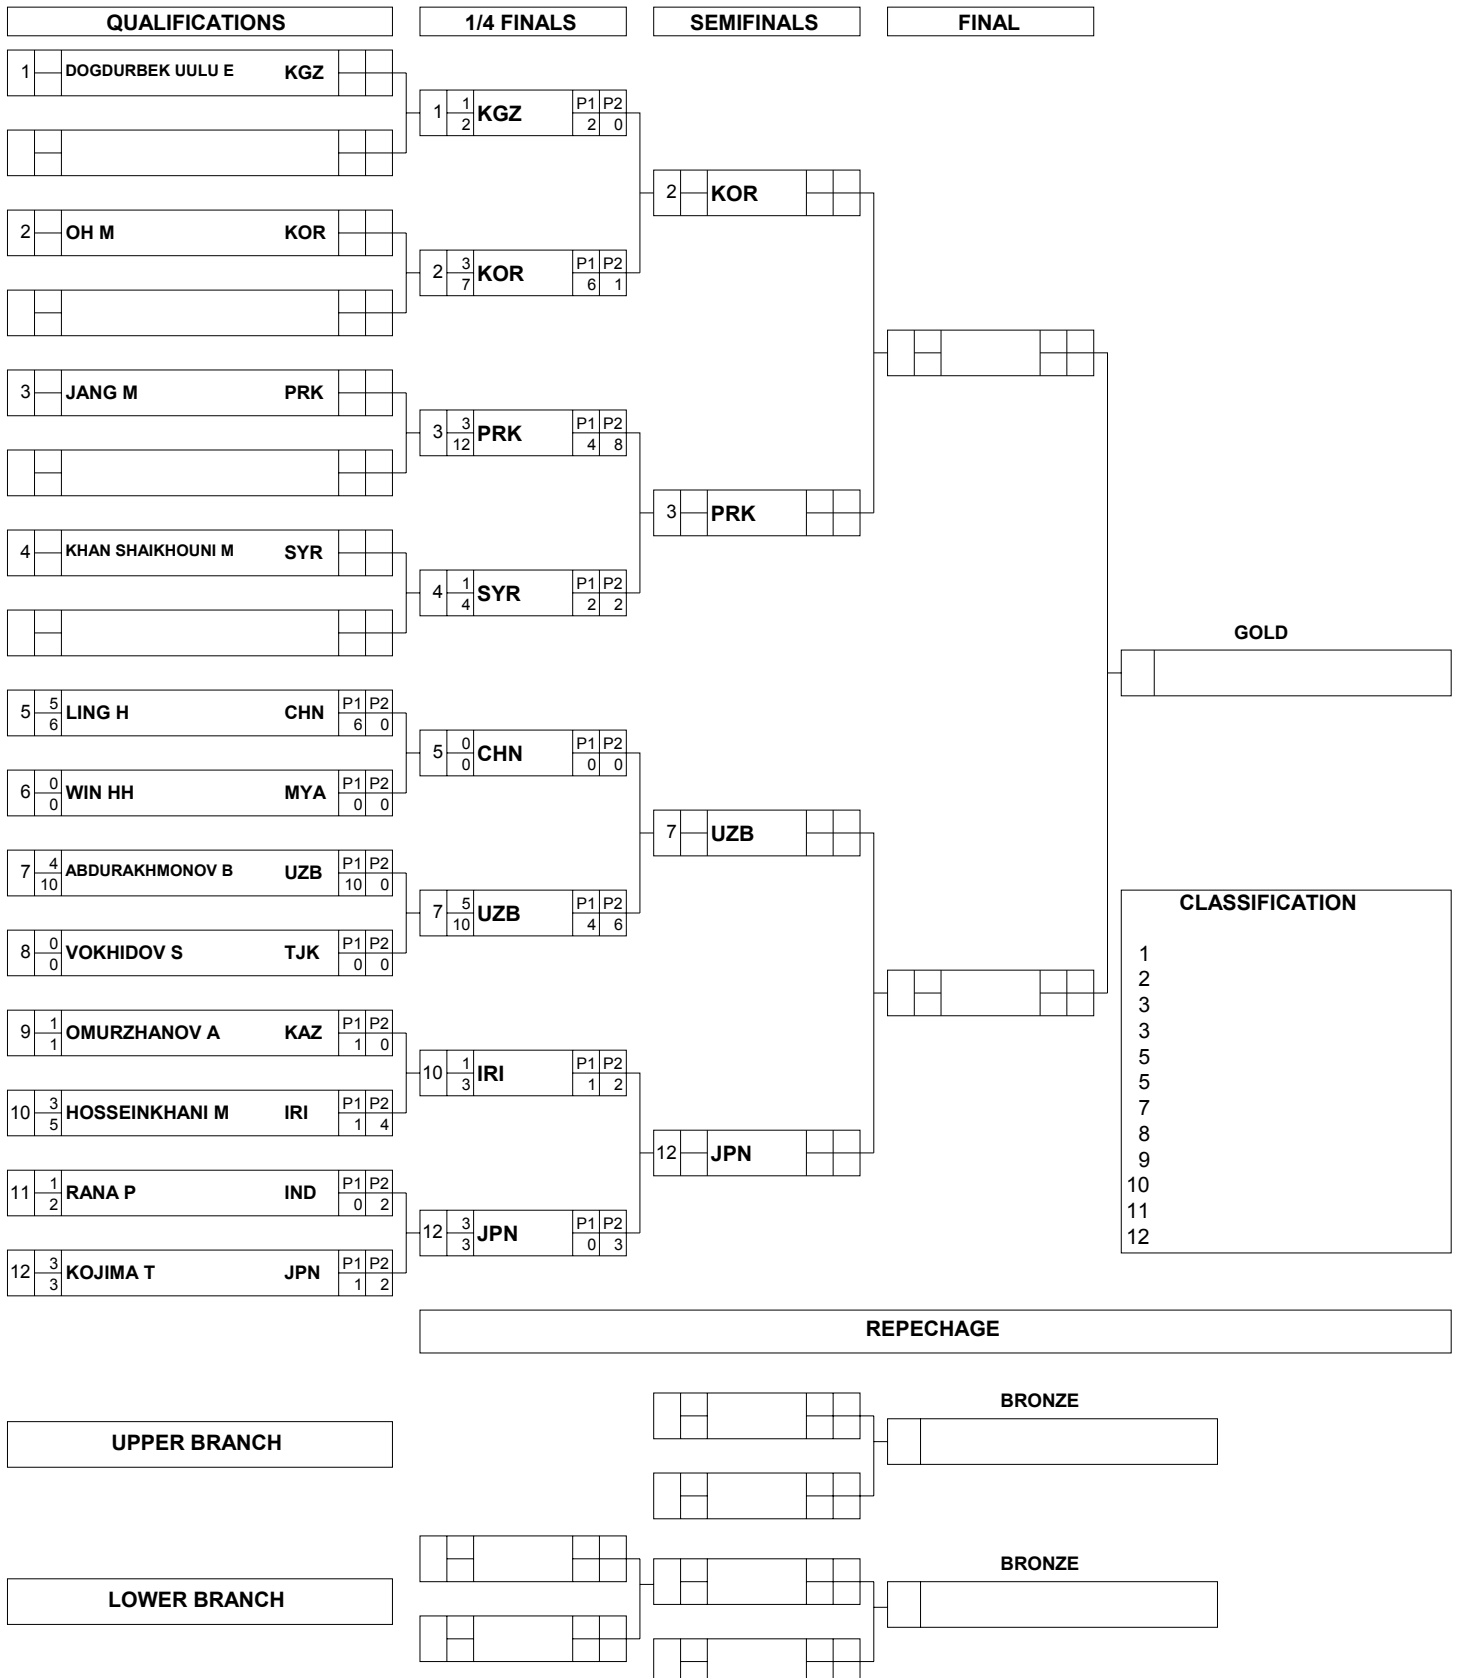 QUALIFICATIONS 1/4 FINALS SEMIFINALS FINAL
1 DOGDURBEK UULU E KGZ
1 1 2 KGZ P1 P2 2 0
2 KOR
2 OH M KOR
2 3 7 KOR P1 P2 6 1
3 JANG M PRK
3 3 12 PRK P1 P2 4 8
3 PRK
4 KHAN SHAIKHOUNI M SYR
4 1 4 SYR P1 P2 2 2
GOLD
5 5 6 LING H CHN P1 P2 6 0
5 0 0 CHN P1 P2 0 0
6 0 0 WIN HH MYA P1 P2 0 0
7 UZB
7 4 10 ABDURAKHMONOV B UZB P1 P2 10 0
7 5 10 UZB P1 P2 4 6
8 0 0 VOKHIDOV S TJK P1 P2 0 0
CLASSIFICATION
1
2
3
3
5
5
7
8
9
10
11
12
9 1 1 OMURZHANOV A KAZ P1 P2 1 0
10 1 3 IRI P1 P2 1 2
10 3 5 HOSSEINKHANI M IRI P1 P2 1 4
12 JPN
11 1 2 RANA P IND P1 P2 0 2
12 3 3 JPN P1 P2 0 3
12 3 3 KOJIMA T JPN P1 P2 1 2
REPECHAGE
BRONZE
UPPER BRANCH
BRONZE
LOWER BRANCH